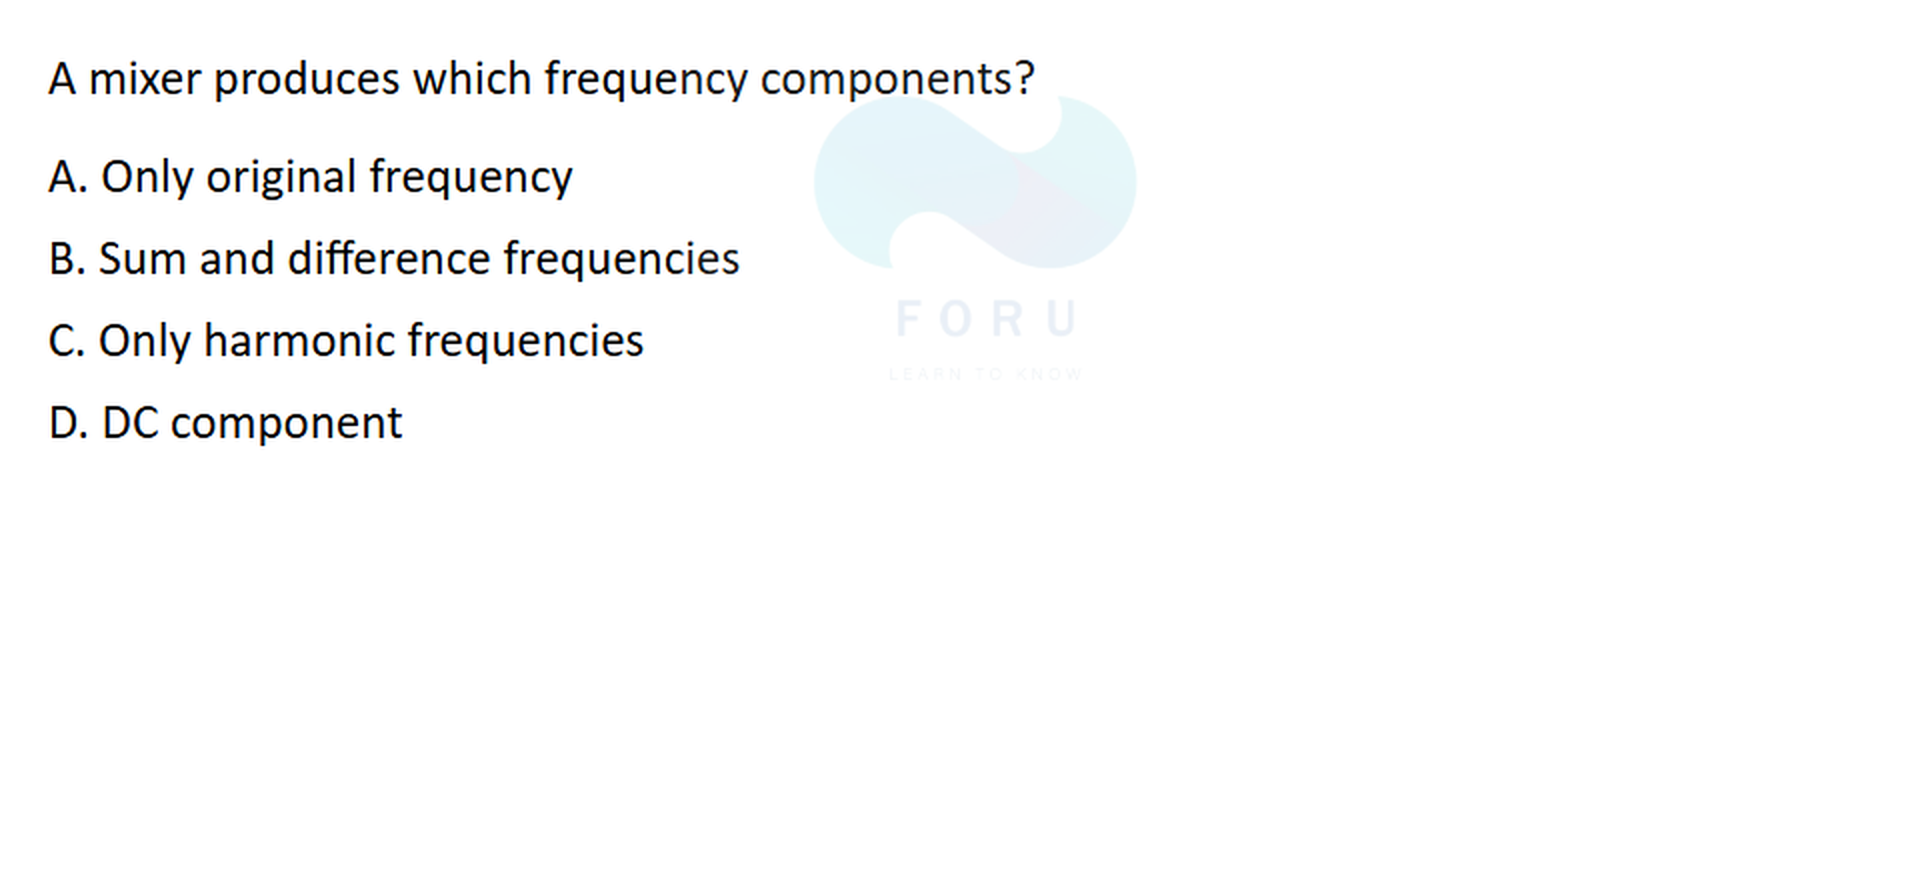 A mixer produces which frequency components?
A. Only original frequency
B. Sum and difference frequencies
C. Only harmonic frequencies
D. DC component
FORU
LEARN TO KNOW